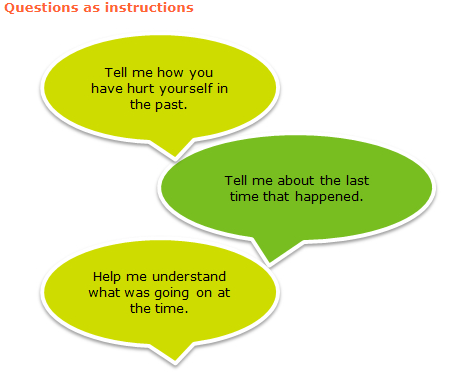 Questions as instructions
Tell me how you
have hurt yourself in
the past.
Tell me about the last
time that happened.
Help me understand
what was going on at
the time.